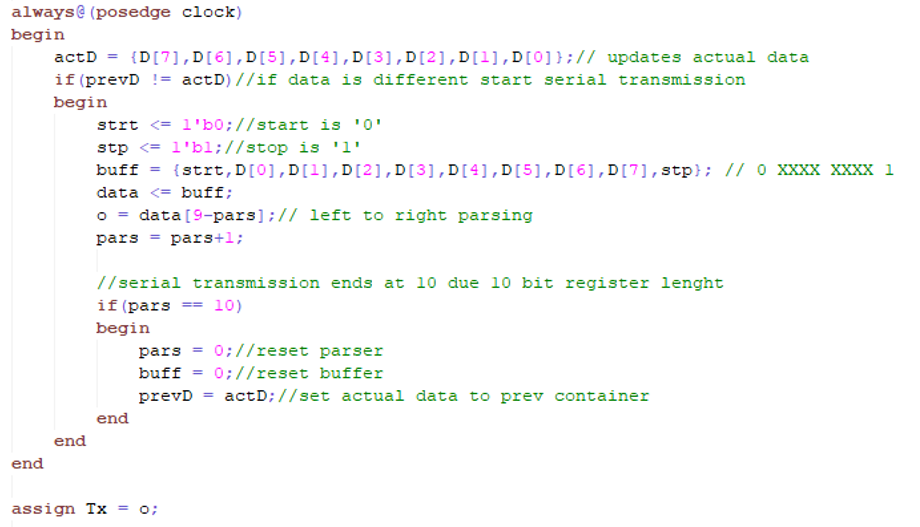 always@(posedge clock)
begin
actD = {D[7],D[6],D[5],D[4],D[3],D[2],D[1],D[0]};// updates actual data
if(prevD != actD)//if data is different start serial transmission
begin
strt <= 1'b0;//start is '0'
stp <= 1'b1;//stop is '1'
buff = {strt,D[0],D[1],D[2],D[3],D[4],D[5],D[6],D[7],stp}; // 0 XXXX XXXX 1
data <= buff;
o = data[9-pars];// left to right parsing
pars = pars+1;
//serial transmission ends at 10 due 10 bit register lenght
if(pars == 10)
begin
pars = 0;//reset parser
buff = 0;//reset buffer
prevD = actD;//set actual data to prev container
end
end
end
assign Tx = o;